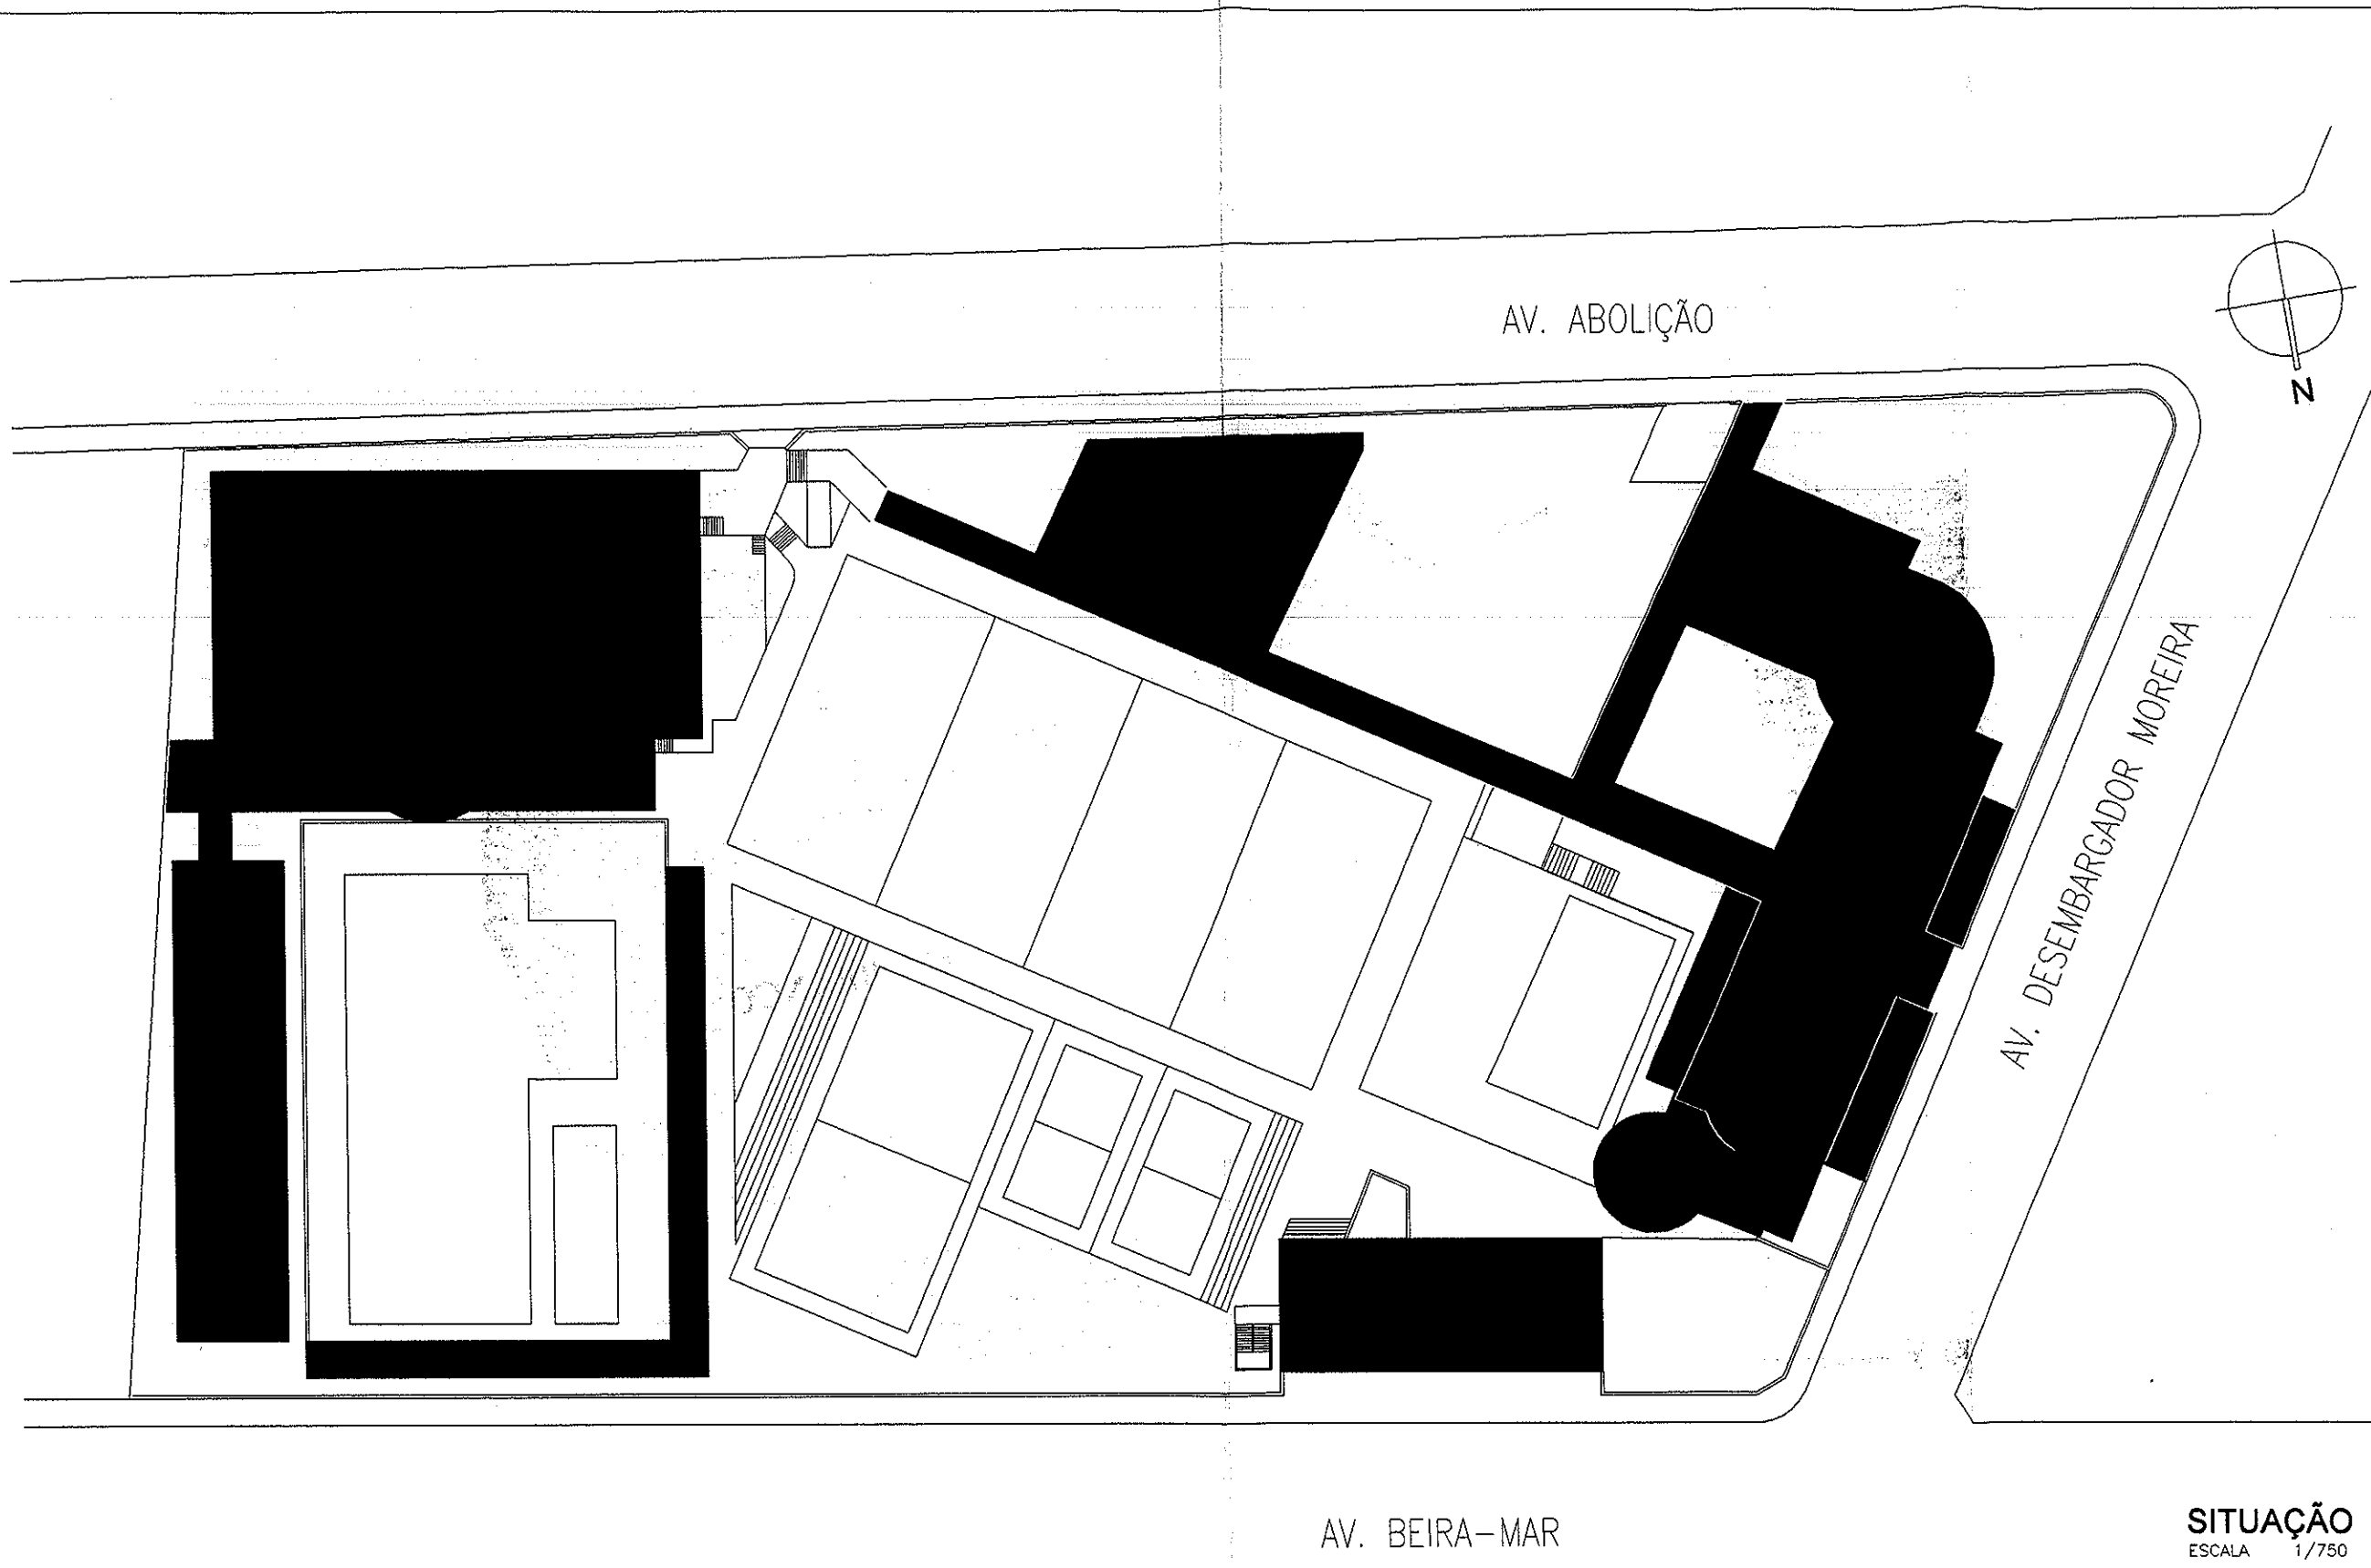 AV. ABOLIÇÃO
N
AV. DESEMBARGADOR MOREIRA
AV. BEIRA-MAR
SITUAÇÃO
ESCALA 1/750